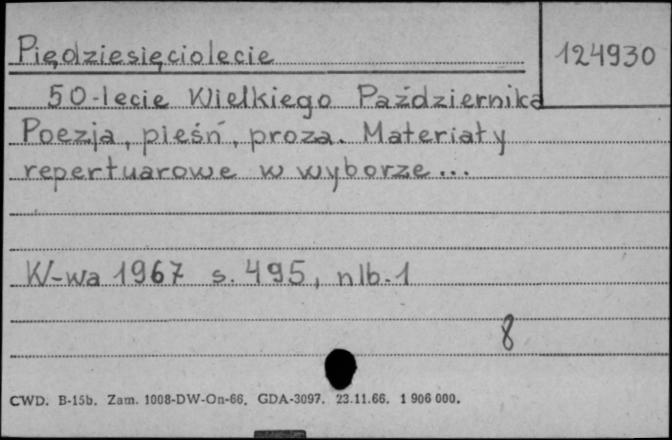 Pięćdziesięciolecie
124930
50-lecie Wielkiego Października
Poezja, pieśń, proza. Materiały
repertuarowe w wyborze...
W-wa 1967 s. 495, nlb. 1
8
CWD. B-15b. Zam. 1008-DW-On-66. GDA-3097. 23.11.66. 1 906 000.